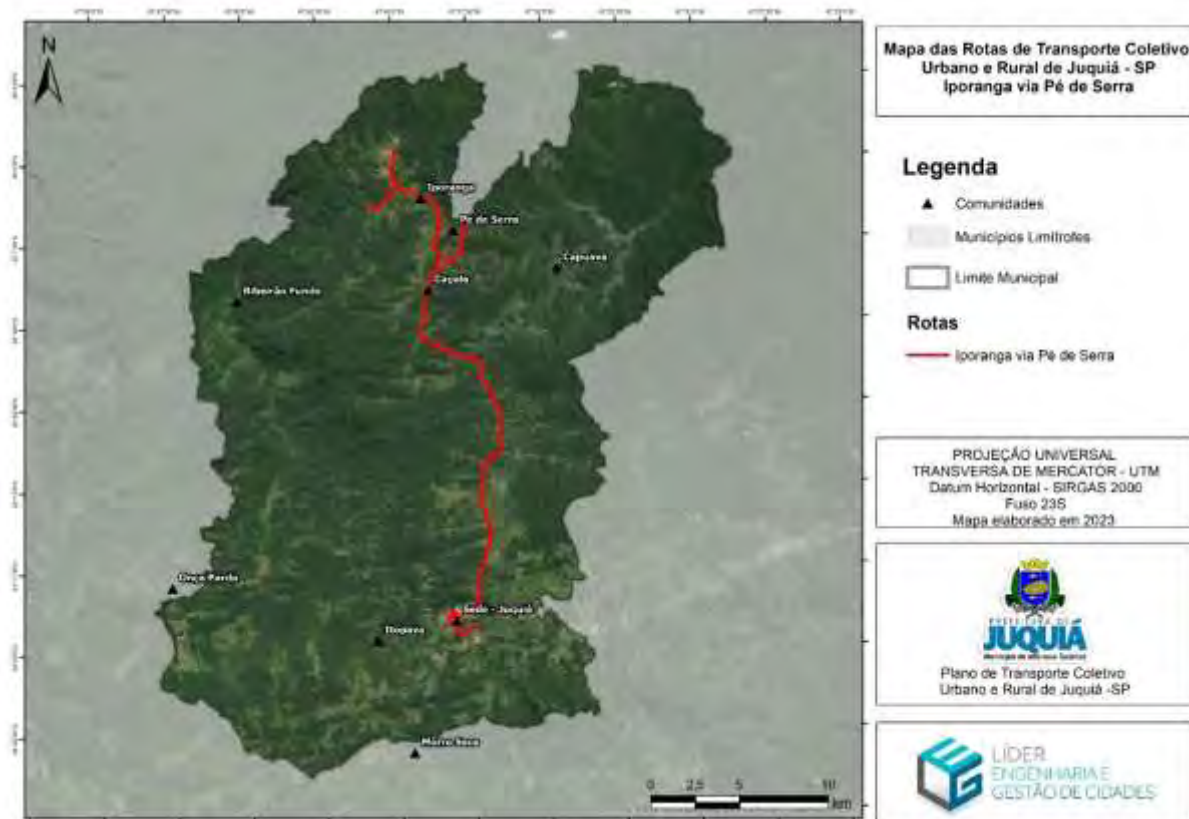 Mapa das Rotas de Transporte Coletivo
Urbano e Rural de Juquiá - SP
Iporanga via Pé de Serra
N
Iporanga
Pé de Serra
Capuava
Ribeirão Fundo
Onça Parda
Sede - Juquiá
Morro Seco
0 2,5 5 10
km
Legenda
Comunidades
Municípios Limítrofes
Limite Municipal
Rotas
Iporanga via Pé de Serra
PROJEÇÃO UNIVERSAL
TRANSVERSA DE MERCATOR - UTM
Datum Horizontal - SIRGAS 2000
Fuso 23S
Mapa elaborado em 2023
PREFEITURA DE
JUQUIÁ
Plano de Transporte Coletivo
Urbano e Rural de Juquiá -SP
LÍDER
ENGENHARIA E
GESTÃO DE CIDADES